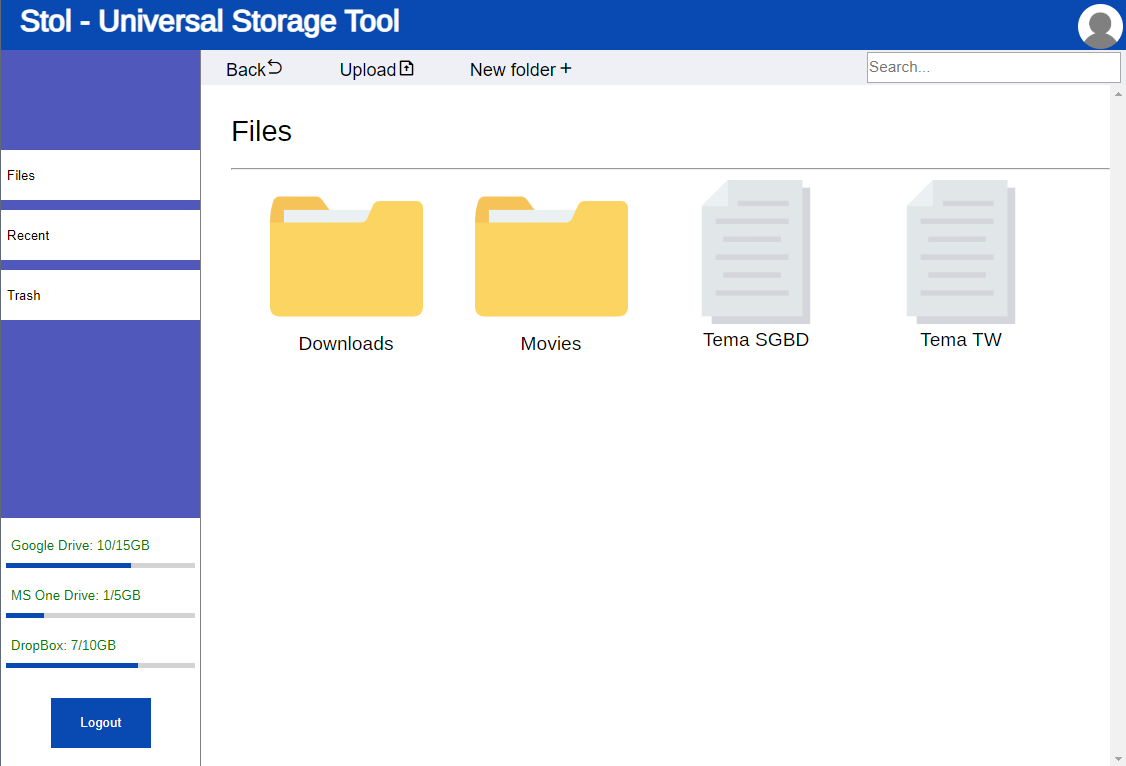 Stol - Universal Storage Tool
Back
Upload
New folder +
Search...
Files
Recent
Trash
Files
Downloads
Movies
Tema SGBD
Tema TW
Google Drive: 10/15GB
MS One Drive: 1/5GB
DropBox: 7/10GB
Logout